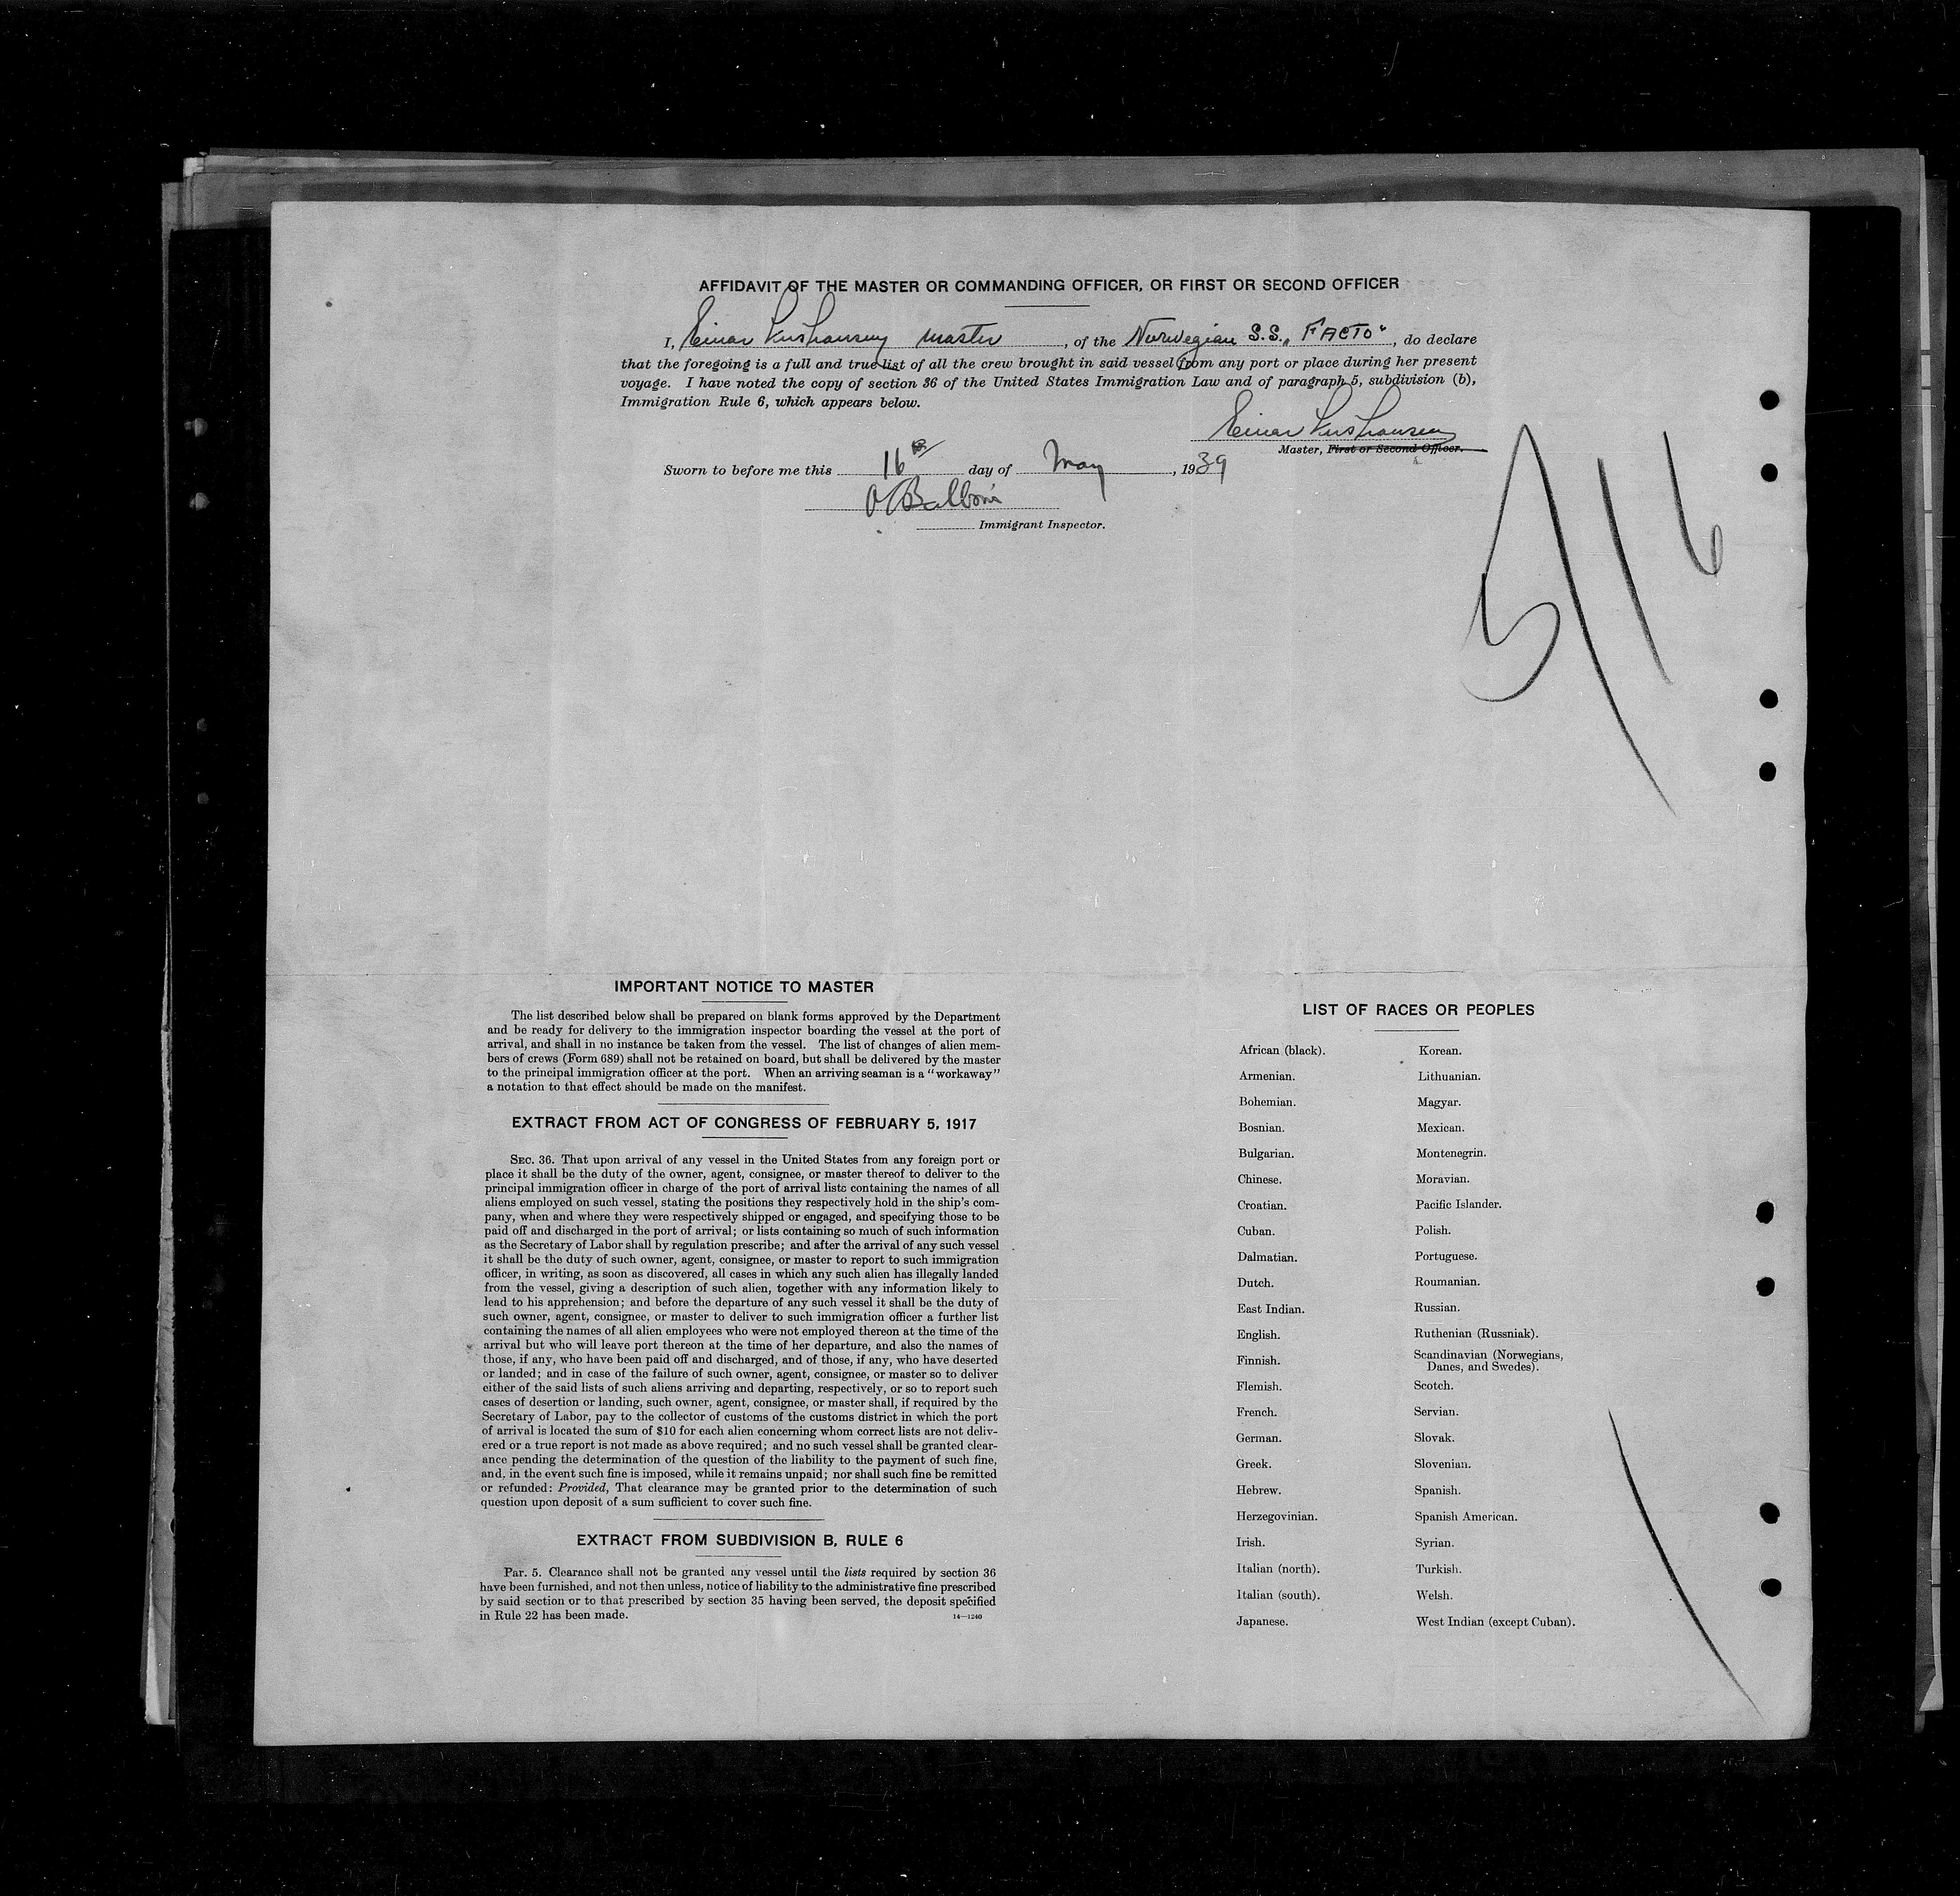 AFFIDAVIT OF THE MASTER OR COMMANDING OFFICER, OR FIRST OR SECOND OFFICER
I, Einar master, of the Norwegian S.S. „FACTO", do declare
that the foregoing is a full and true list of all the crew brought in said vessel from any port or place during her present
voyage. I have noted the copy of section 36 of the United States Immigration Law and of paragraph 5, subdivision (b),
Immigration Rule 6, which appears below.
Einar
Master, First or Second Officer.
Sworn to before me this 16th day of May, 1939
Immigrant Inspector.
5/16
IMPORTANT NOTICE TO MASTER
The list described below shall be prepared on blank forms approved by the Department
and be ready for delivery to the immigration inspector boarding the vessel at the port of
arrival, and shall in no instance be taken from the vessel. The list of changes of alien mem-
bers of crews (Form 689) shall not be retained on board, but shall be delivered by the master
to the principal immigration officer at the port. When an arriving seaman is a "workaway"
a notation to that effect should be made on the manifest.
EXTRACT FROM ACT OF CONGRESS OF FEBRUARY 5, 1917
SEC. 36. That upon arrival of any vessel in the United States from any foreign port or
place it shall be the duty of the owner, agent, consignee, or master thereof to deliver to the
principal immigration officer in charge of the port of arrival lists containing the names of all
aliens employed on such vessel, stating the positions they respectively hold in the ship's com-
pany, when and where they were respectively shipped or engaged, and specifying those to be
paid off and discharged in the port of arrival; or lists containing so much of such information
as the Secretary of Labor shall by regulation prescribe; and after the arrival of any such vessel
it shall be the duty of such owner, agent, consignee, or master to report to such immigration
officer, in writing, as soon as discovered, all cases in which any such alien has illegally landed
from the vessel, giving a description of such alien, together with any information likely to
lead to his apprehension; and before the departure of any such vessel it shall be the duty of
such owner, agent, consignee, or master to deliver to such immigration officer a further list
containing the names of all alien employees who were not employed thereon at the time of the
arrival but who will leave port thereon at the time of her departure, and also the names of
those, if any, who have been paid off and discharged, and of those, if any, who have deserted
or landed; and in case of the failure of such owner, agent, consignee, or master so to deliver
either of the said lists of such aliens arriving and departing, respectively, or so to report such
cases of desertion or landing, such owner, agent, consignee, or master shall, if required by the
Secretary of Labor, pay to the collector of customs of the customs district in which the port
of arrival is located the sum of $10 for each alien concerning whom correct lists are not deliv-
ered or a true report is not made as above required; and no such vessel shall be granted clear-
ance pending the determination of the question of the liability to the payment of such fine,
and, in the event such fine is imposed, while it remains unpaid; nor shall such fine be remitted
or refunded: Provided, That clearance may be granted prior to the determination of such
question upon deposit of a sum sufficient to cover such fine.
EXTRACT FROM SUBDIVISION B, RULE 6
Par. 5. Clearance shall not be granted any vessel until the lists required by section 36
have been furnished, and not then unless, notice of liability to the administrative fine prescribed
by said section or to that prescribed by section 35 having been served, the deposit specified
in Rule 22 has been made.
14—1240
LIST OF RACES OR PEOPLES
African (black).
Armenian.
Bohemian.
Bosnian.
Bulgarian.
Chinese.
Croatian.
Cuban.
Dalmatian.
Dutch.
East Indian.
English.
Finnish.
Flemish.
French.
German.
Greek.
Hebrew.
Herzegovinian.
Irish.
Italian (north).
Italian (south).
Japanese.
Korean.
Lithuanian.
Magyar.
Mexican.
Montenegrin.
Moravian.
Pacific Islander.
Polish.
Portuguese.
Roumanian.
Russian.
Ruthenian (Russniak).
Scandinavian (Norwegians,
Danes, and Swedes).
Scotch.
Servian.
Slovak.
Slovenian.
Spanish.
Spanish American.
Syrian.
Turkish.
Welsh.
West Indian (except Cuban).